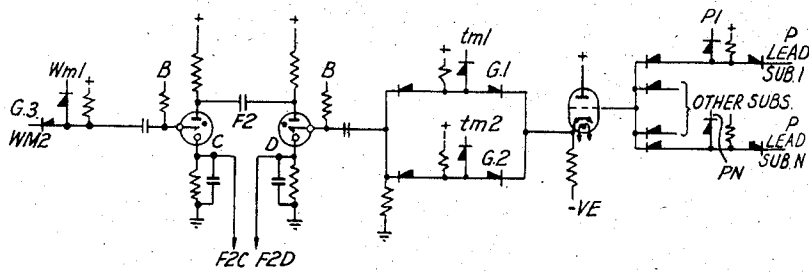 + + + tm1 + P1 +
Wm1 + B B + G.1 P
LEAD
G.3 SUB.1
WM2 F2 OTHER SUBS.
C D tm2 P
+ LEAD
G.2 PN SUB.N
-VE
F2C F2D